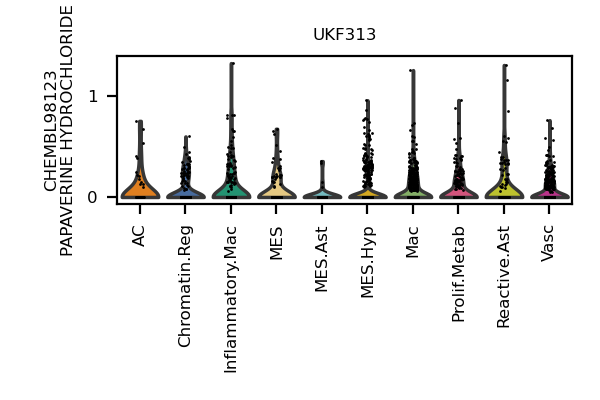 UKF313
CHEMBL98123
PAPAVERINE HYDROCHLORIDE
1
0
AC
Chromatin.Reg
Inflammatory.Mac
MES
MES.Ast
MES.Hyp
Mac
Prolif.Metab
Reactive.Ast
Vasc